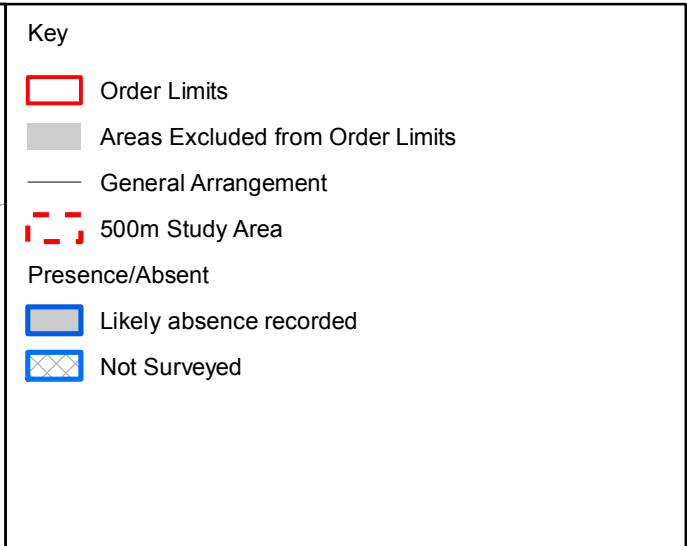 Key
Order Limits
Areas Excluded from Order Limits
General Arrangement
500m Study Area
Presence/Absent
Likely absence recorded
Not Surveyed